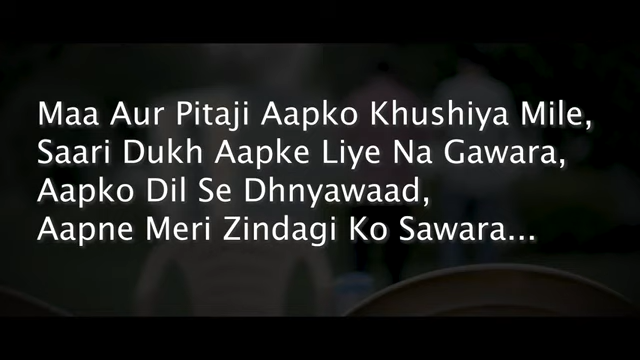 Maa Aur Pitaji Aapko Khushiya Mile,
Saari Dukh Aapke Liye Na Gawara,
Aapko Dil Se Dhnyawaad,
Aapne Meri Zindagi Ko Sawara...